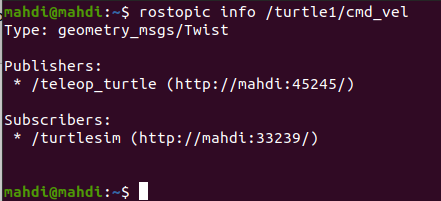 mahdi@mahdi:~$ rostopic info /turtle1/cmd_vel
Type: geometry_msgs/Twist
Publishers:
* /teleop_turtle (http://mahdi:45245/)
Subscribers:
* /turtlesim (http://mahdi:33239/)
mahdi@mahdi:~$